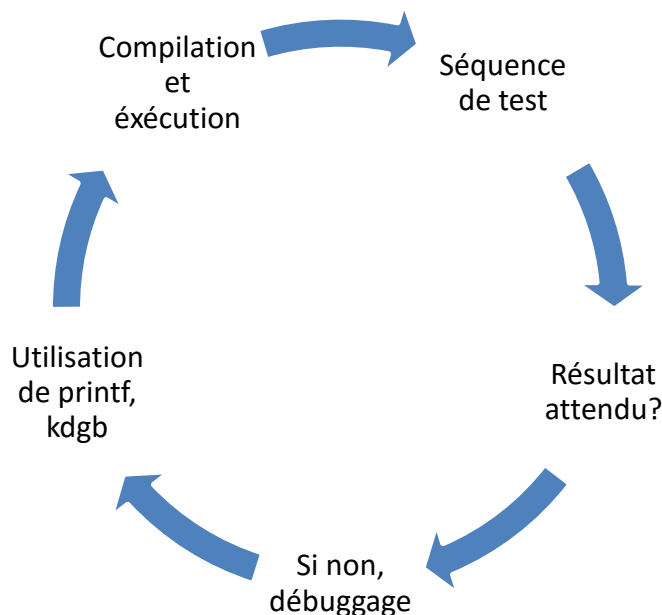 Compilation
et
éxécution
Séquence
de test
Résultat
attendu?
Si non,
débuggage
Utilisation
de printf,
kdgb